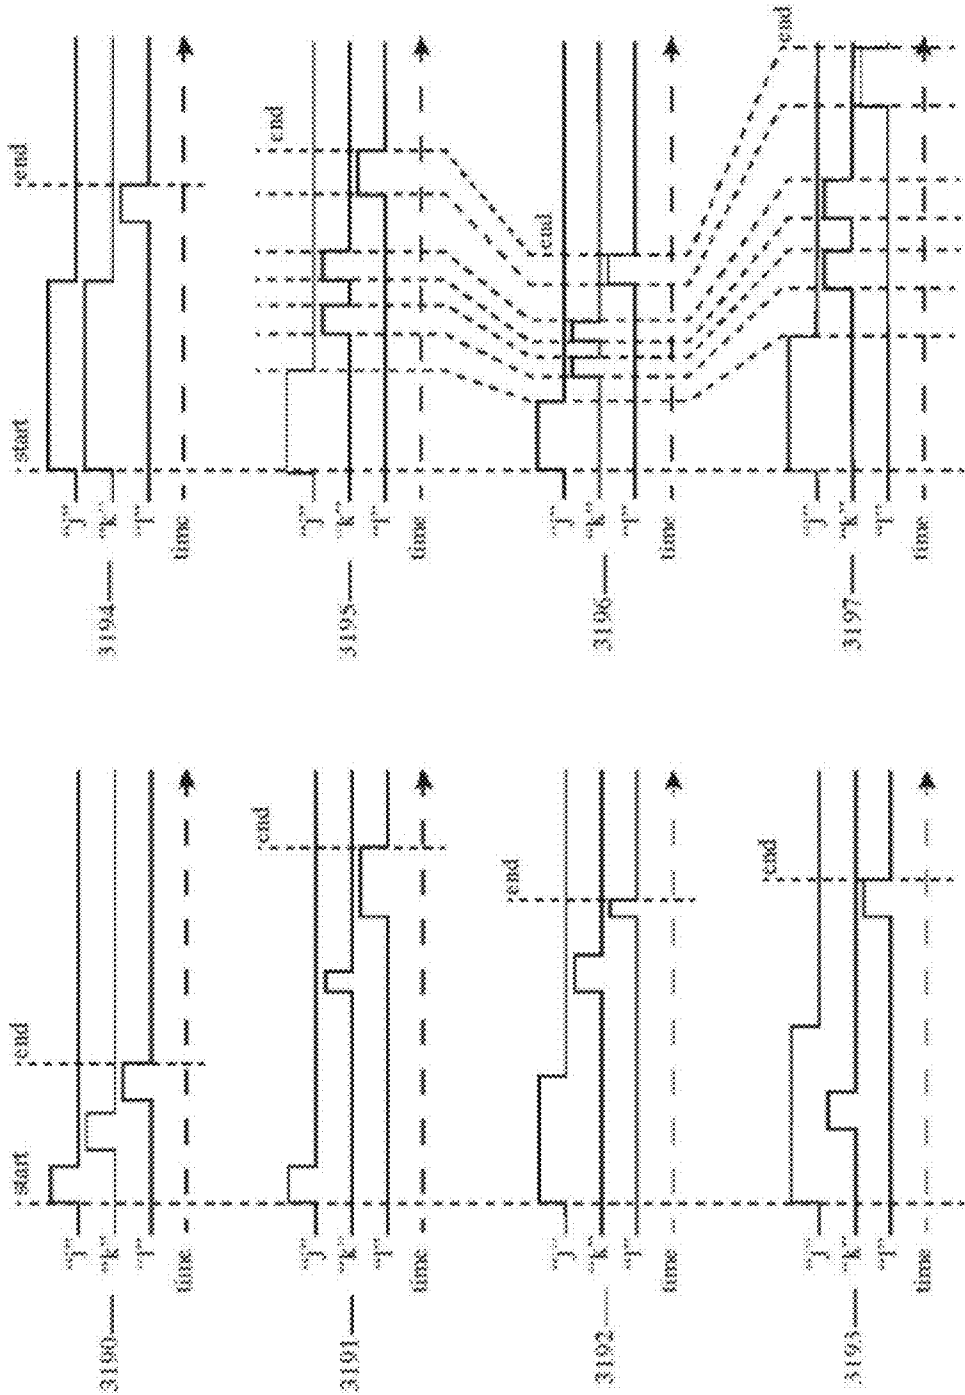 start
end
"j"
3190
"k"
"l"
time
end
"j"
3191
"k"
"l"
time
end
"j"
3192
"k"
"l"
time
end
"j"
3193
"k"
"l"
time
start
end
"j"
3194
"k"
"l"
time
end
"j"
3195
"k"
"l"
time
end
"j"
3196
"k"
"l"
time
end
"j"
3197
"k"
"l"
time